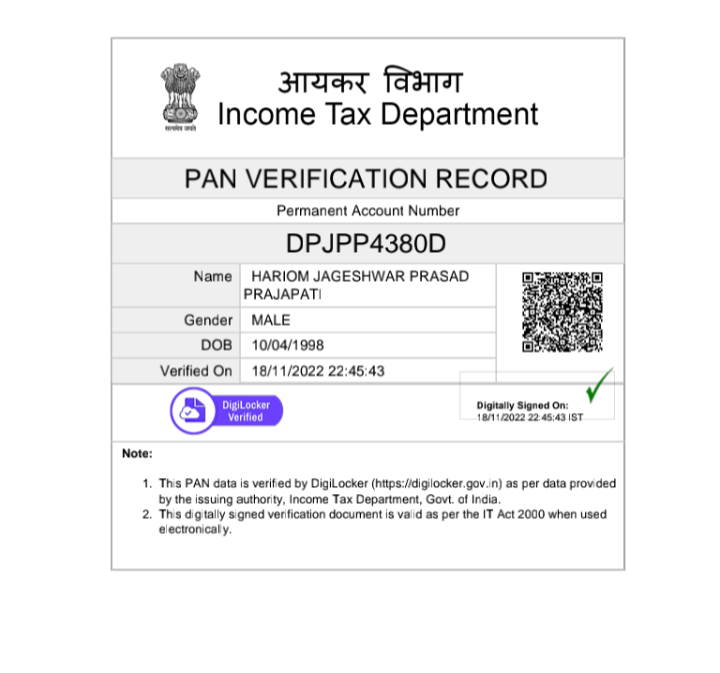 आयकर विभाग
Income Tax Department
सत्यमेव जयते
PAN VERIFICATION RECORD
Permanent Account Number
DPJPP4380D
Name HARIOM JAGESHWAR PRASAD
PRAJAPATI
Gender MALE
DOB 10/04/1998
Verified On 18/11/2022 22:45:43
DigiLocker
Verified
Digitally Signed On:
18/11/2022 22:45:43 IST
Note:
1. This PAN data is verified by DigiLocker (https://digilocker.gov.in) as per data provided
by the issuing authority, Income Tax Department, Govt. of India.
2. This digitally signed verification document is valid as per the IT Act 2000 when used
electronically.